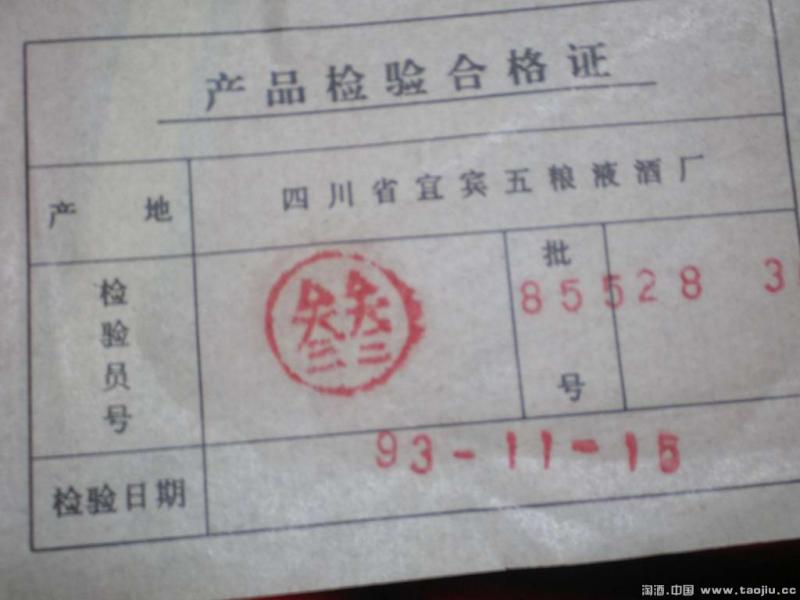 产品检验合格证
产 地 四川省宜宾五粮液酒厂
检验员号 叁叁 批号 85528 3
检验日期 93-11-15
淘酒.中国 www.taojiu.cc